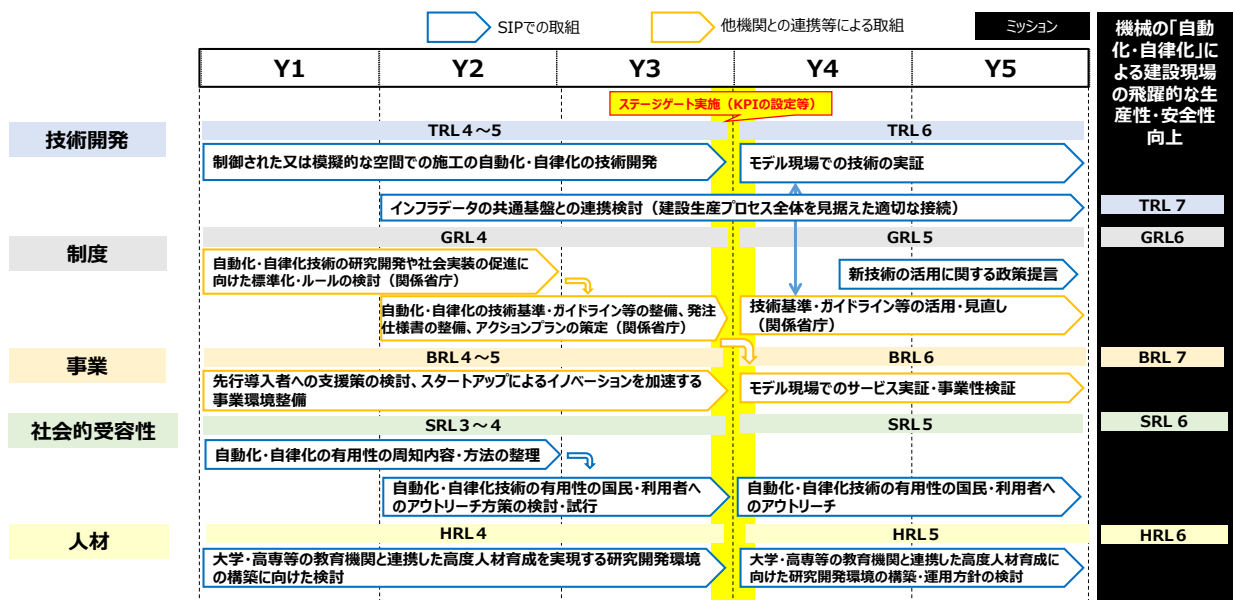 SIPでの取組
他機関との連携等による取組
ミッション
機械の「自動
化・自律化」に
よる建設現場
の飛躍的な生
産性・安全性
向上
Y1
Y2
Y3
Y4
Y5
ステージゲート実施（KPIの設定等）
技術開発
TRL４～５
TRL６
制御された又は模擬的な空間での施工の自動化・自律化の技術開発
モデル現場での技術の実証
インフラデータの共通基盤との連携検討（建設生産プロセス全体を見据えた適切な接続）
TRL７
制度
GRL４
GRL５
GRL6
自動化・自律化技術の研究開発や社会実装の促進に
向けた標準化・ルールの検討（関係省庁）
新技術の活用に関する政策提言
自動化・自律化の技術基準・ガイドライン等の整備、発注
仕様書の整備、アクションプランの策定（関係省庁）
技術基準・ガイドライン等の活用・見直し
（関係省庁）
事業
BRL４～５
BRL６
BRL７
先行導入者への支援策の検討、スタートアップによるイノベーションを加速する
事業環境整備
モデル現場でのサービス実証・事業性検証
社会的受容性
SRL３～４
SRL５
SRL６
自動化・自律化の有用性の周知内容・方法の整理
自動化・自律化技術の有用性の国民・利用者へ
のアウトリーチ方策の検討・試行
自動化・自律化技術の有用性の国民・利用者へ
のアウトリーチ
人材
HRL４
HRL５
HRL６
大学・高専等の教育機関と連携した高度人材育成を実現する研究開発環境
の構築に向けた検討
大学・高専等の教育機関と連携した高度人材育成に
向けた研究開発環境の構築・運用方針の検討